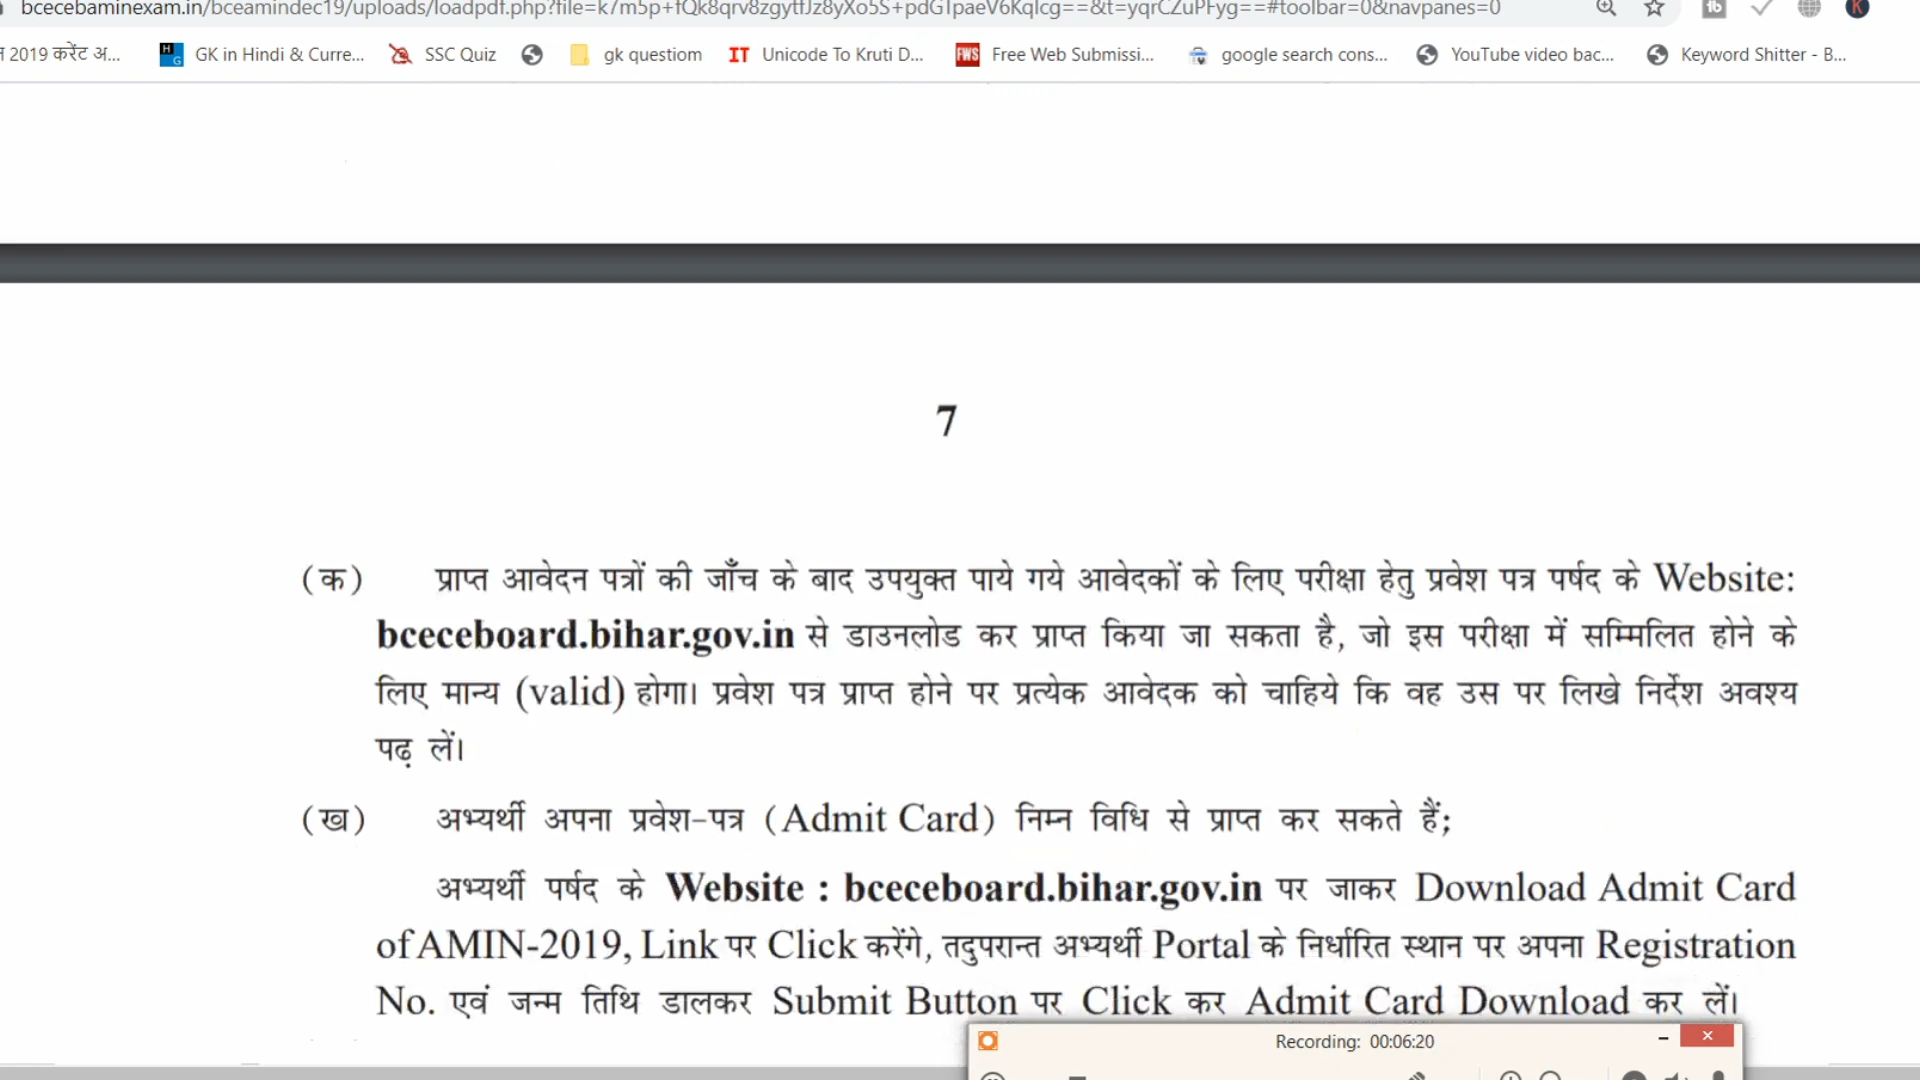 bcecebaminexam.in/bceamindec19/uploads/loadpdf.php?file=k7m5p+fQk8qrv8zgytfJz8yXo5S+pdGTpaeV6Kqlcg==&t=yqrCZuPFyg==#toolbar=0&navpanes=0
2019 करेंट अ... GK in Hindi & Curre... SSC Quiz gk questiom IT Unicode To Kruti D... FWS Free Web Submissi... google search cons... YouTube video bac... Keyword Shitter - B...
7
(क) प्राप्त आवेदन पत्रों की जाँच के बाद उपयुक्त पाये गये आवेदकों के लिए परीक्षा हेतु प्रवेश पत्र पर्षद के Website:
bceceboard.bihar.gov.in से डाउनलोड कर प्राप्त किया जा सकता है, जो इस परीक्षा में सम्मिलित होने के
लिए मान्य (valid) होगा। प्रवेश पत्र प्राप्त होने पर प्रत्येक आवेदक को चाहिये कि वह उस पर लिखे निर्देश अवश्य
पढ़ लें।
(ख) अभ्यर्थी अपना प्रवेश-पत्र (Admit Card) निम्न विधि से प्राप्त कर सकते हैं;
अभ्यर्थी पर्षद के Website : bceceboard.bihar.gov.in पर जाकर Download Admit Card
of AMIN-2019, Link पर Click करेंगे, तदुपरान्त अभ्यर्थी Portal के निर्धारित स्थान पर अपना Registration
No. एवं जन्म तिथि डालकर Submit Button पर Click कर Admit Card Download कर लें।
Recording: 00:06:20